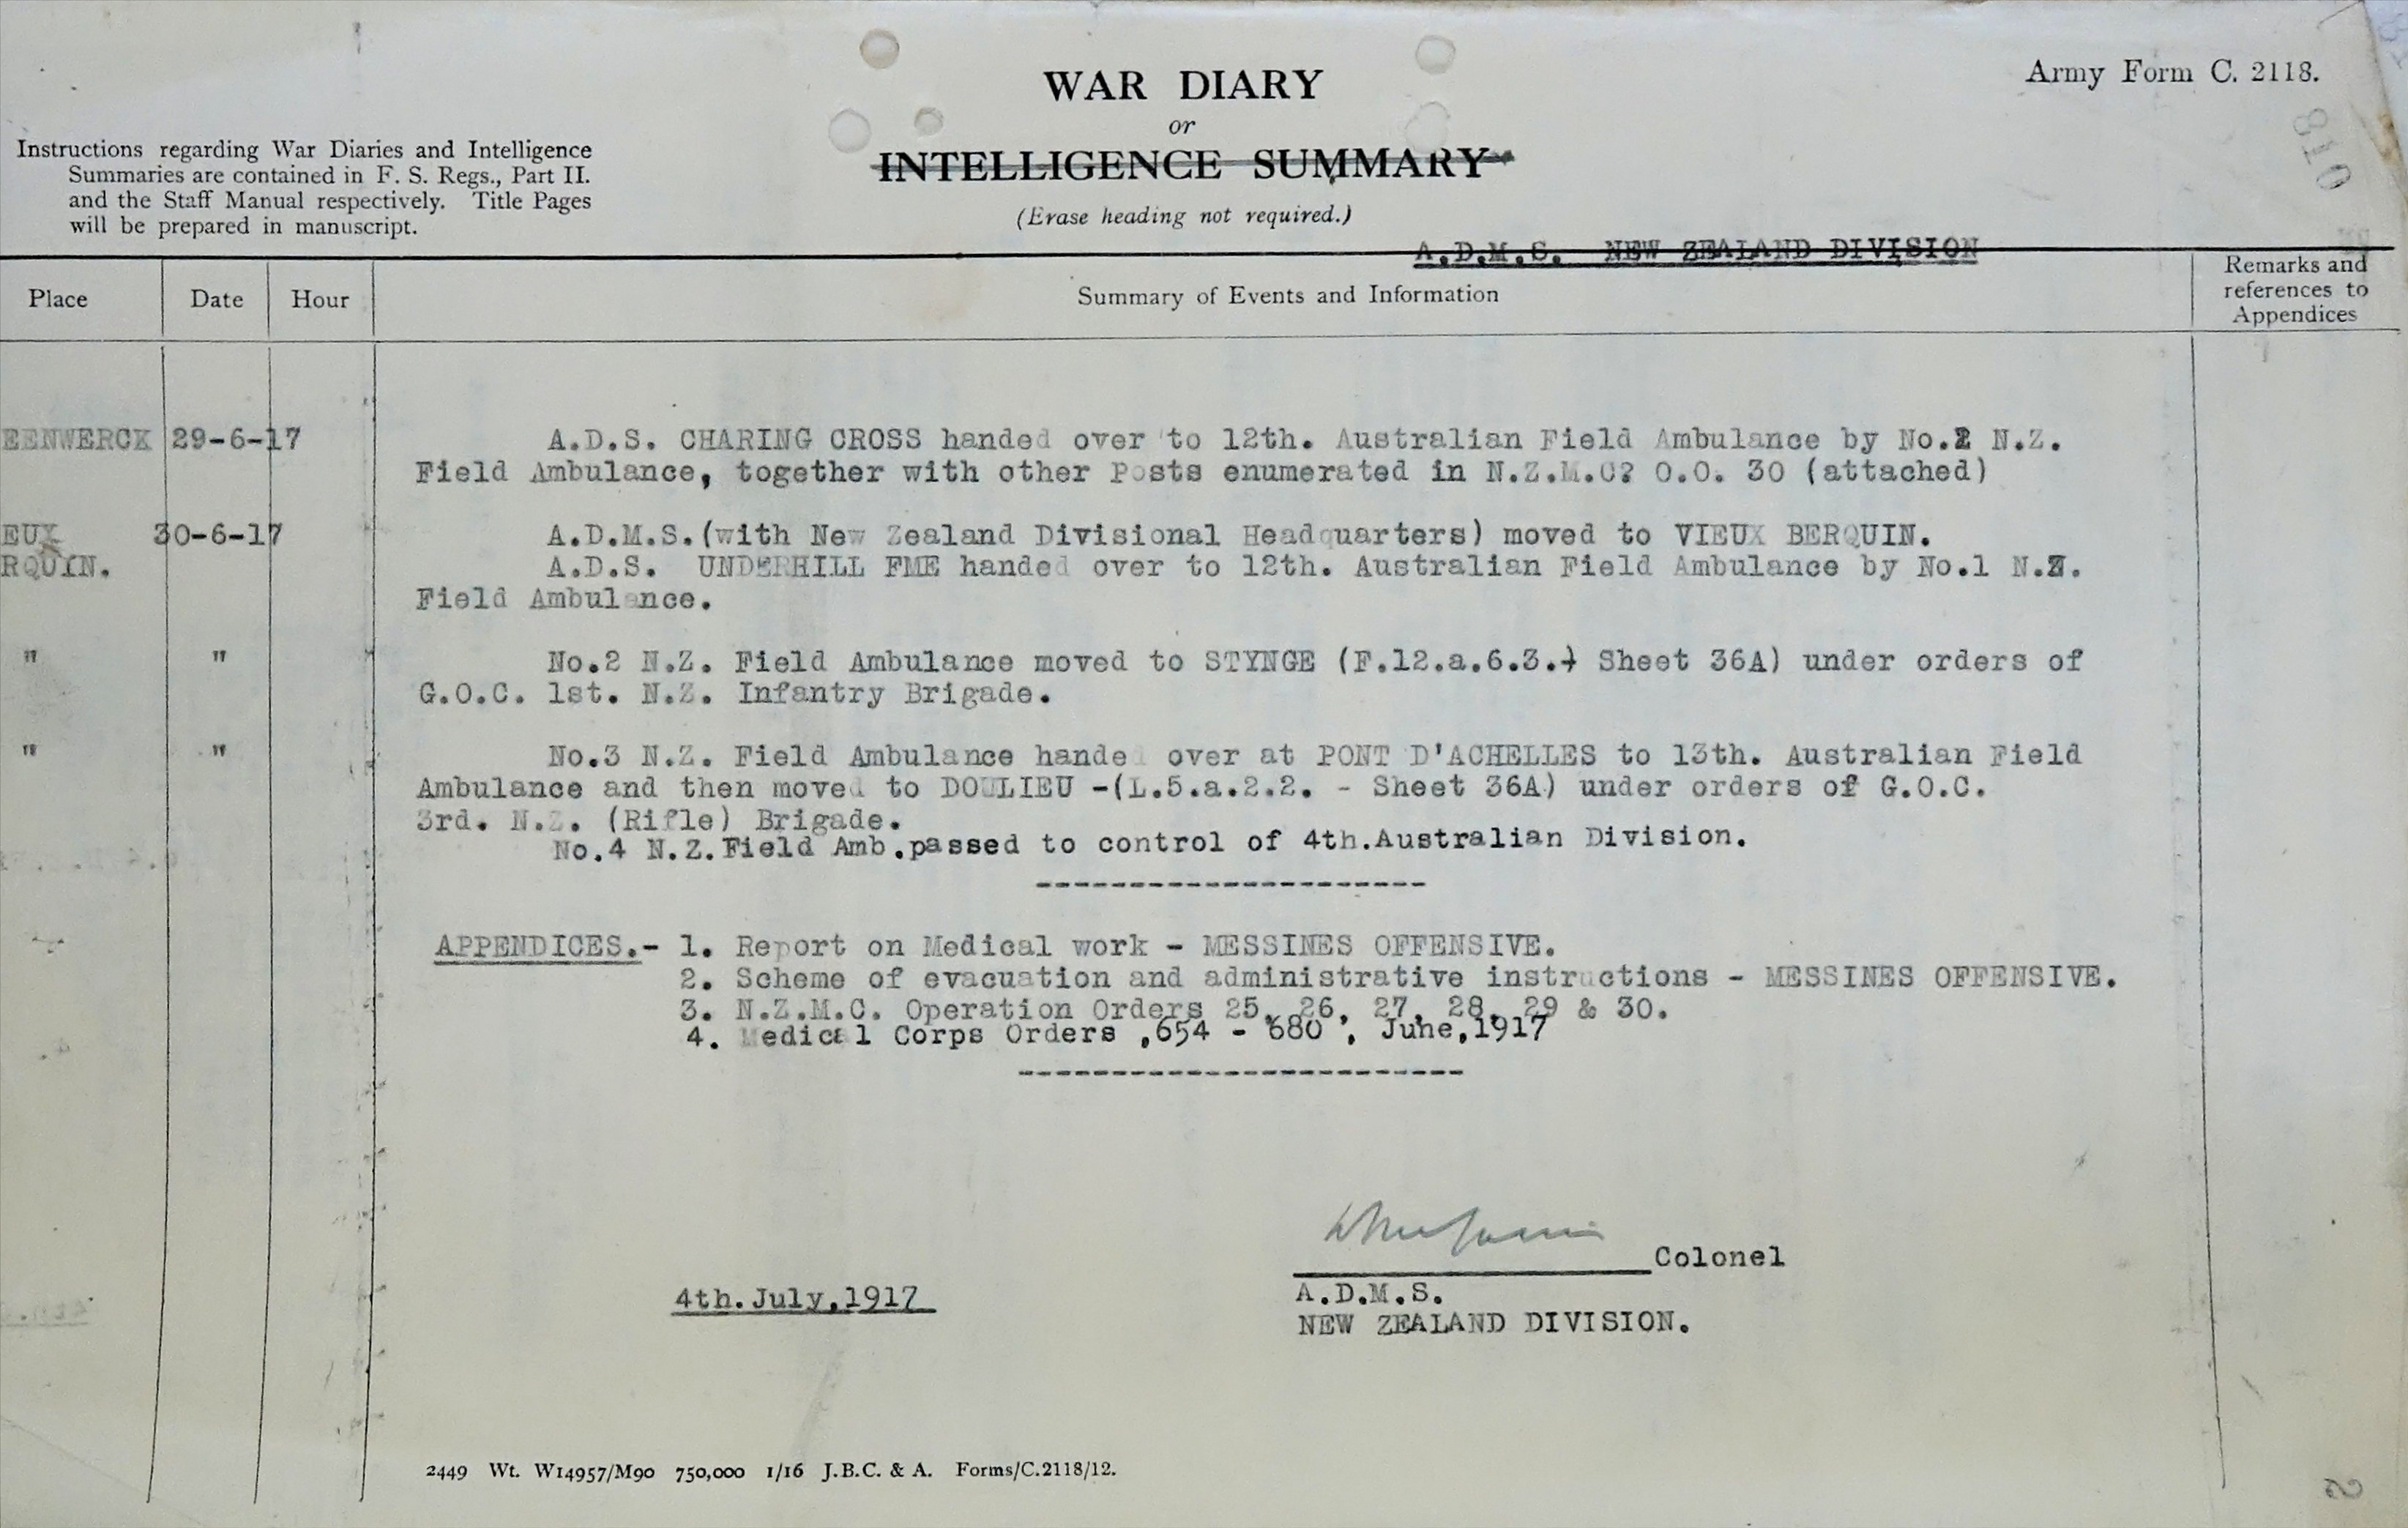 WAR DIARY
or
INTELLIGENCE SUMMARY
(Erase heading not required.)
Army Form C. 2118.
Instructions regarding War Diaries and Intelligence
Summaries are contained in F. S. Regs., Part II.
and the Staff Manual respectively. Title Pages
will be prepared in manuscript.
A.D.M.S. NEW ZEALAND DIVISION
Place Date Hour Summary of Events and Information Remarks and
references to
Appendices
EENWERCK 29-6-17 A.D.S. CHARING CROSS handed over to 12th. Australian Field Ambulance by No. N.Z.
Field Ambulance, together with other Posts enumerated in N.Z.M.C? O.O. 30 (attached)
EUX 30-6-17 A.D.M.S.(with New Zealand Divisional Headquarters) moved to VIEUX BERQUIN.
RQUIN. A.D.S. UNDERHILL FME handed over to 12th. Australian Field Ambulance by No.1 N.Z.
Field Ambulance.
" " No.2 N.Z. Field Ambulance moved to STYNGE (F.12.a.6.3.) Sheet 36A) under orders of
G.O.C. 1st. N.Z. Infantry Brigade.
" " No.3 N.Z. Field Ambulance handed over at PONT D'ACHELLES to 13th. Australian Field
Ambulance and then moved to DOULIEU -(L.5.a.2.2. - Sheet 36A) under orders of G.O.C.
3rd. N.Z. (Rifle) Brigade.
No.4 N.Z.Field Amb.passed to control of 4th.Australian Division.
APPENDICES.- 1. Report on Medical work - MESSINES OFFENSIVE.
2. Scheme of evacuation and administrative instructions - MESSINES OFFENSIVE.
3. N.Z.M.C. Operation Orders 25, 26, 27, 28, 29 & 30.
4. Medical Corps Orders ,654 - 680 , June,1917
Colonel
4th.July,1917 A.D.M.S.
NEW ZEALAND DIVISION.
2449 Wt. W14957/M90 750,000 1/16 J.B.C. & A. Forms/C.2118/12.